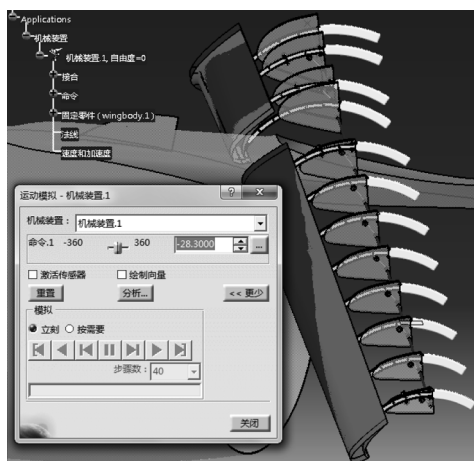 Applications
机械装置
机械装置.1, 自由度=0
接合
命令
固定零件 ( wingbody.1 )
法线
速度和加速度
运动模拟 - 机械装置.1
机械装置： 机械装置.1
命令.1 -360 360 -28.3000 ...
激活传感器 绘制向量
重置 分析... << 更少
模拟
立刻 按需要
步骤数： 40
关闭